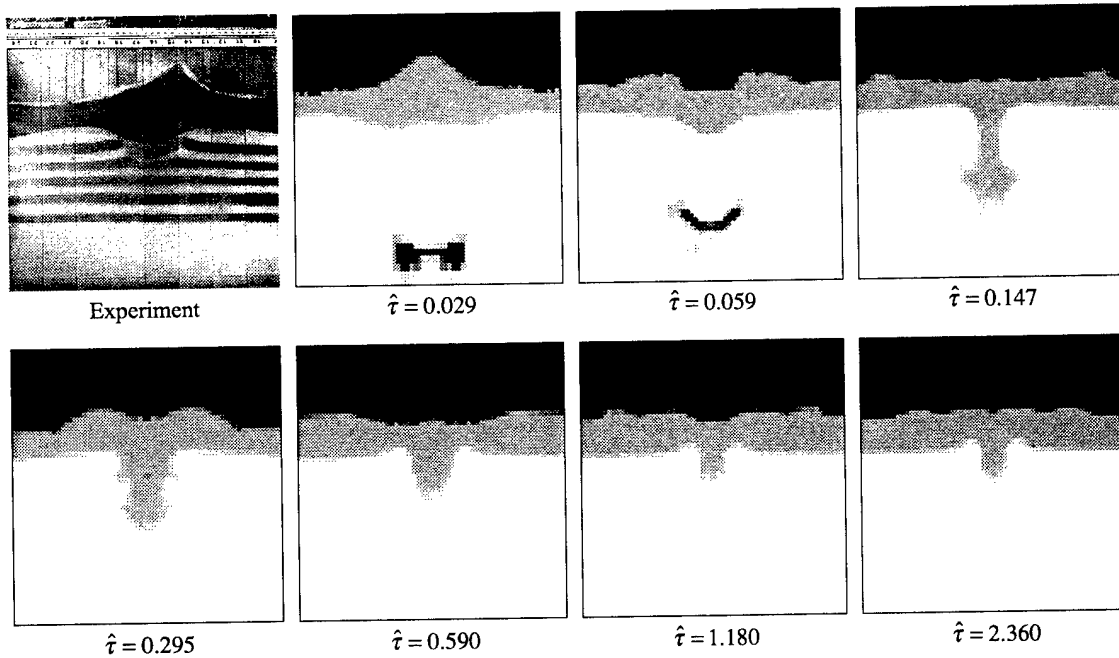 Experiment
τ̂ = 0.029
τ̂ = 0.059
τ̂ = 0.147
τ̂ = 0.295
τ̂ = 0.590
τ̂ = 1.180
τ̂ = 2.360